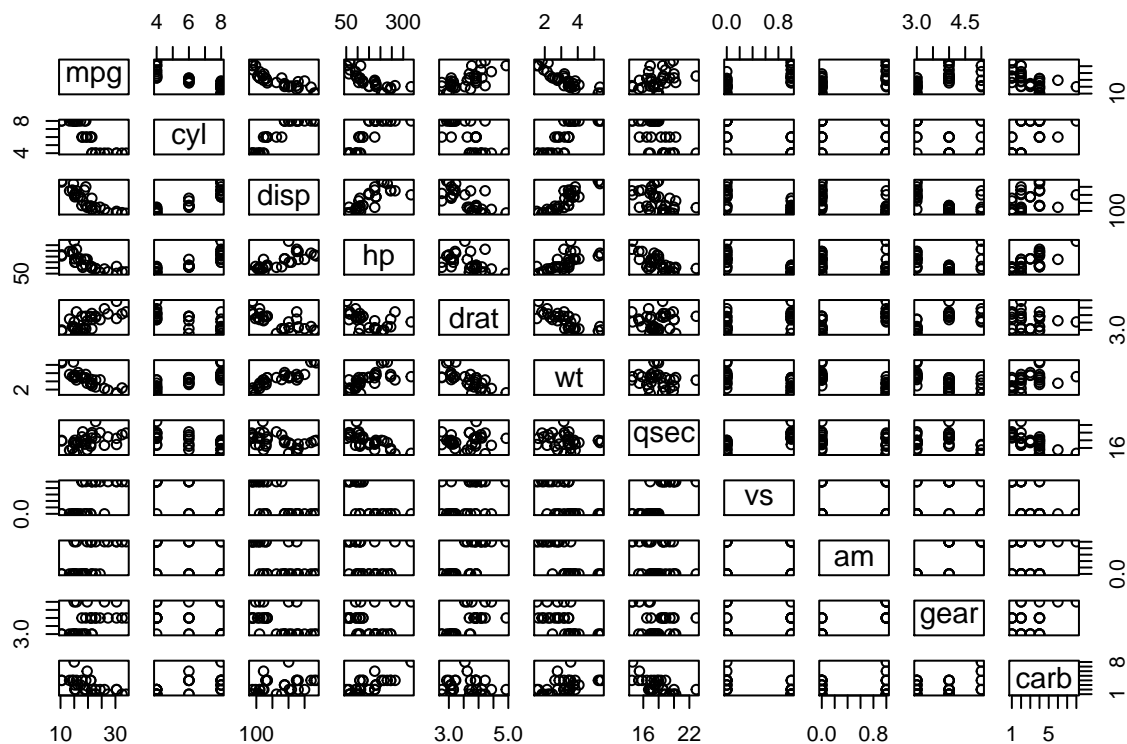 4 6 8 50 300 2 4 0.0 1.0 3.0 4.5
mpg 10
4 8 cyl
disp 100
50 hp
drat 3.0
2 wt
qsec 16
0.0 vs
am 0.0
3.0 gear
carb 1 8
10 30 100 3.0 5.0 16 22 0.0 0.8 1 5